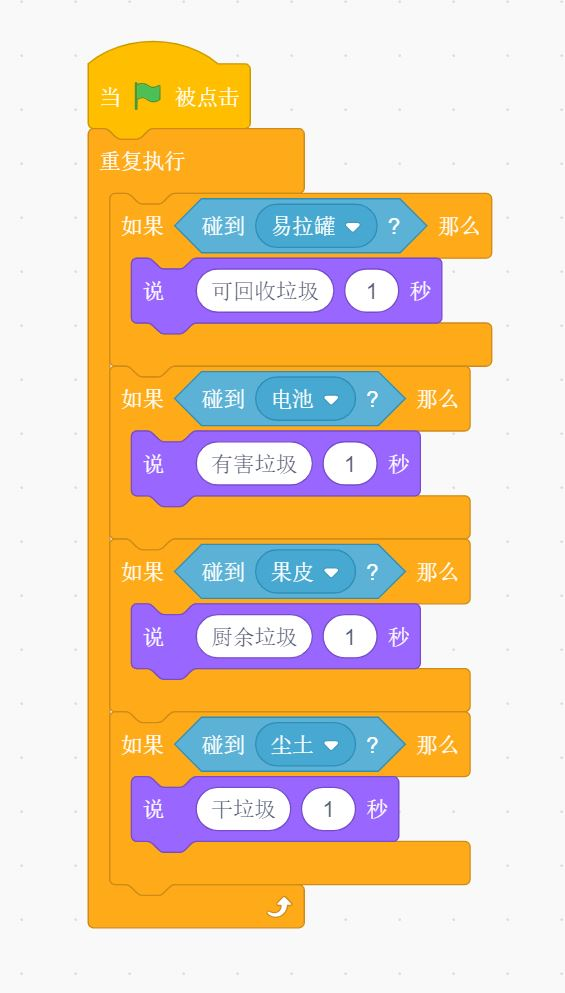 当 被点击
重复执行
如果 碰到 易拉罐 ? 那么
说 可回收垃圾 1 秒
如果 碰到 电池 ? 那么
说 有害垃圾 1 秒
如果 碰到 果皮 ? 那么
说 厨余垃圾 1 秒
如果 碰到 尘土 ? 那么
说 干垃圾 1 秒